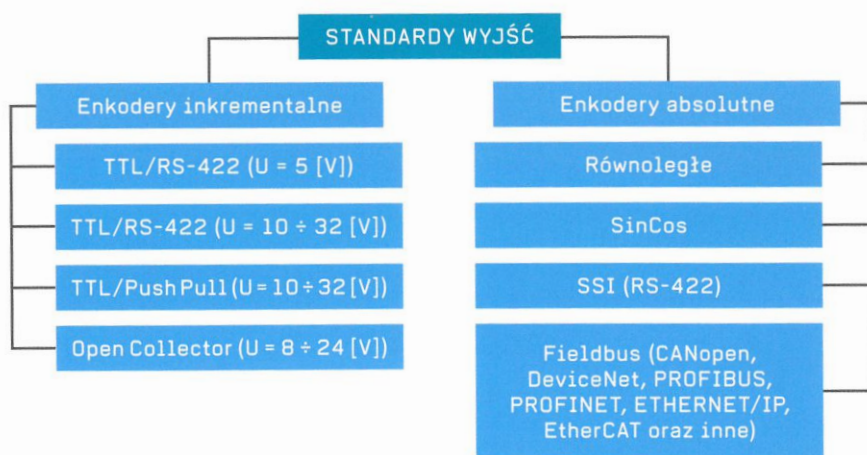 STANDARDY WYJŚĆ
Enkodery inkrementalne
TTL/RS-422 (U = 5 [V])
TTL/RS-422 (U = 10 ÷ 32 [V])
TTL/Push Pull (U = 10 ÷ 32 [V])
Open Collector (U = 8 ÷ 24 [V])
Enkodery absolutne
Równoległe
SinCos
SSI (RS-422)
Fieldbus (CANopen,
DeviceNet, PROFIBUS,
PROFINET, ETHERNET/IP,
EtherCAT oraz inne)